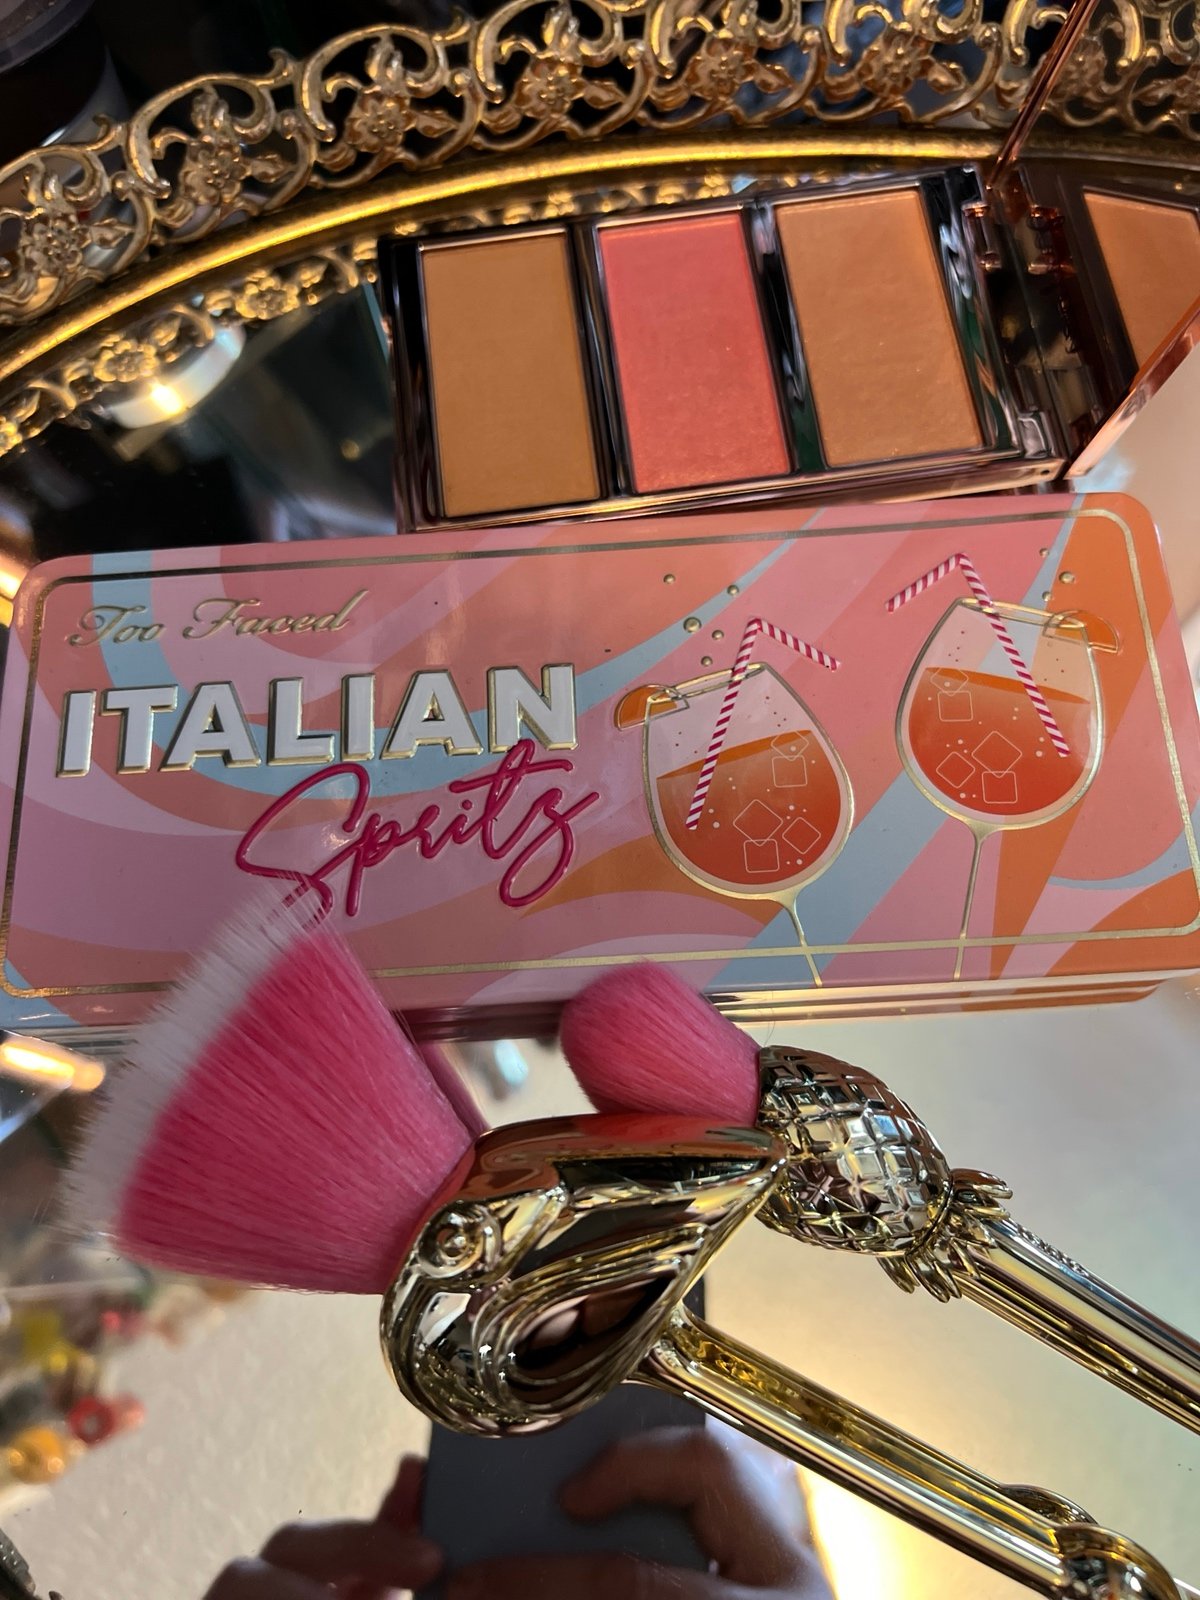 Too Faced
ITALIAN
Spritz